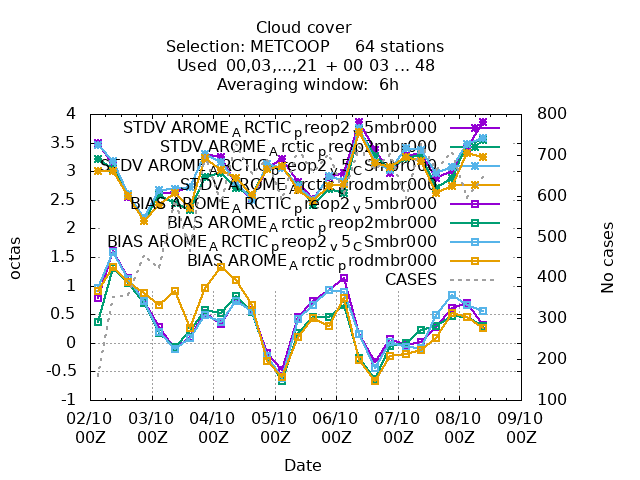 Cloud cover
Selection: METCOOP     64 stations
Used  00,03,...,21  + 00 03 ... 48
Averaging window:  6h
4
3.5
3
2.5
2
1.5
1
0.5
0
-0.5
-1
octas
STDV AROME_ARCTIC_preop2_v5mbr000
STDV AROME_Arctic_preop2mbr000
STDV AROME_ARCTIC_preop2_v5_CSmbr000
STDV AROME_Arctic_prodmbr000
BIAS AROME_ARCTIC_preop2_v5mbr000
BIAS AROME_Arctic_preop2mbr000
BIAS AROME_ARCTIC_preop2_v5_CSmbr000
BIAS AROME_Arctic_prodmbr000
CASES
800
700
600
500
400
300
200
100
No cases
02/10 03/10 04/10 05/10 06/10 07/10 08/10 09/10
00Z 00Z 00Z 00Z 00Z 00Z 00Z 00Z
Date